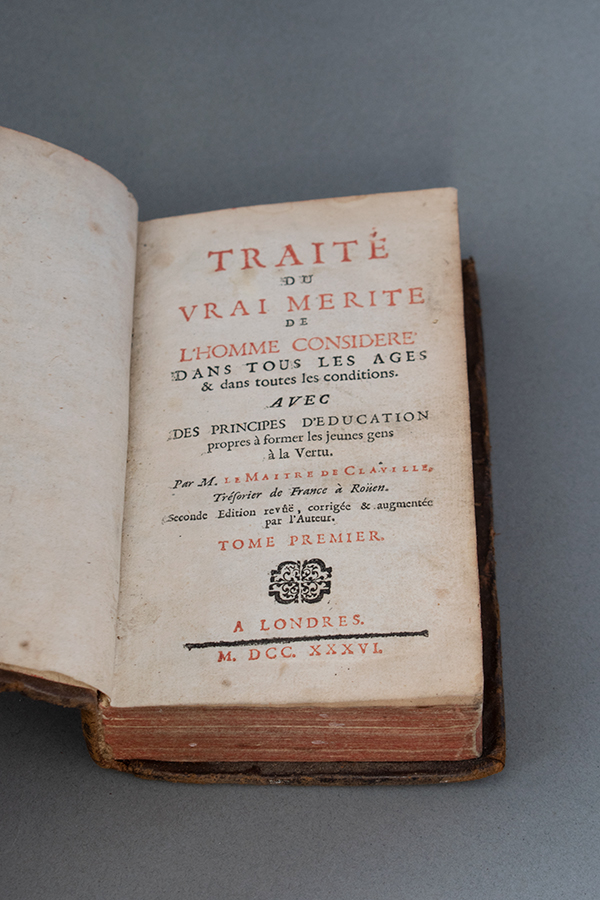 TRAITÉ
DU
VRAI MERITE
DE
L'HOMME CONSIDERE'
DANS TOUS LES AGES
& dans toutes les conditions.
AVEC
DES PRINCIPES D'EDUCATION
propres à former les jeunes gens
à la Vertu.
Par M. LE MAITRE DE CLAVILLE,
Trésorier de France à Roüen.
Seconde Edition revûë, corrigée & augmentée
par l'Auteur.
TOME PREMIER.
A LONDRES.
M. DCC. XXXVI.